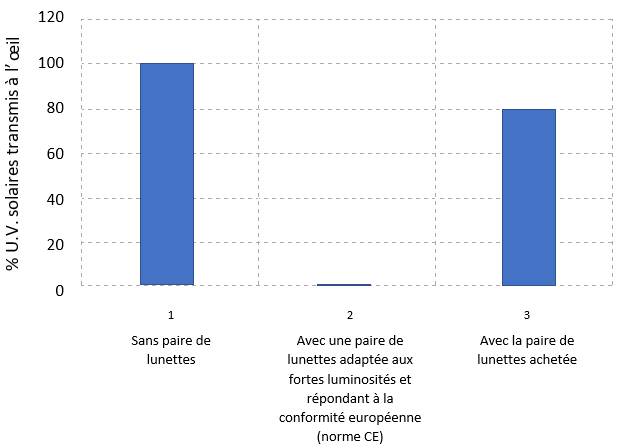 % U.V. solaires transmis à l’œil
120
100
80
60
40
20
0
1
Sans paire de
lunettes
2
Avec une paire de
lunettes adaptée aux
fortes luminosités et
répondant à la
conformité européenne
(norme CE)
3
Avec la paire de
lunettes achetée